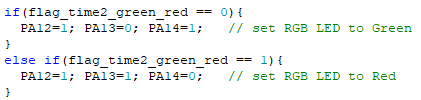 if(flag_time2_green_red == 0){
  PA12=1; PA13=0; PA14=1;   // set RGB LED to Green
}
else if(flag_time2_green_red == 1){
  PA12=1; PA13=1; PA14=0;   // set RGB LED to Red
}